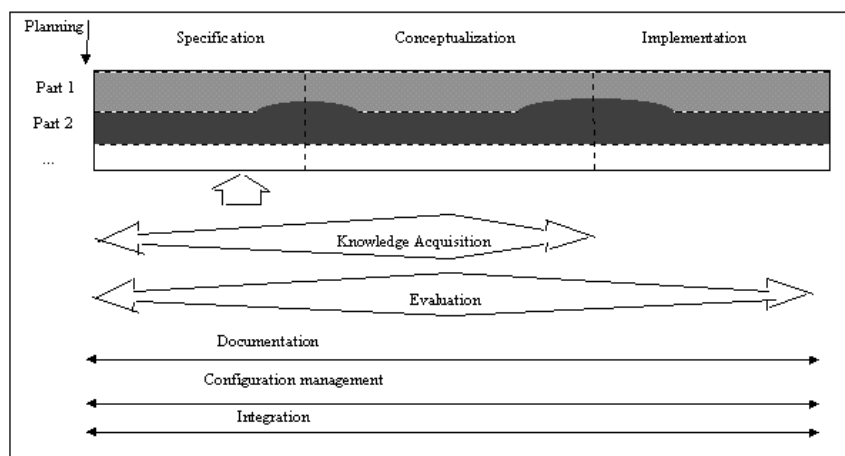 Planning
Specification Conceptualization Implementation
Part 1
Part 2
...
Knowledge Acquisition
Evaluation
Documentation
Configuration management
Integration